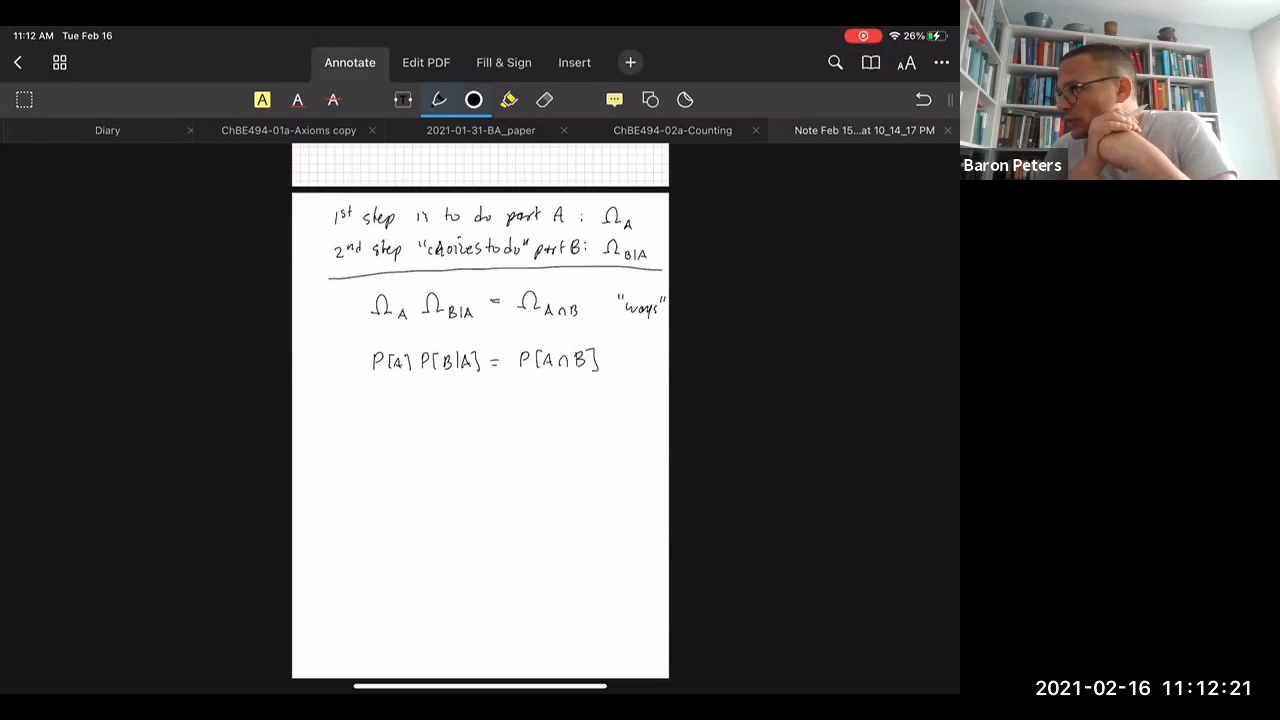 11:12 AM Tue Feb 16
26%
Annotate Edit PDF Fill & Sign Insert
Diary ChBE494-01a-Axioms copy 2021-01-31-BA_paper ChBE494-02a-Counting Note Feb 15...at 10_14_17 PM
Baron Peters
1st step is to do part A : Ω_A
2nd step "choices to do" part B: Ω_B|A
Ω_A Ω_B|A = Ω_A∩B "ways"
P[A] P[B|A] = P[A∩B]
2021-02-16 11:12:21